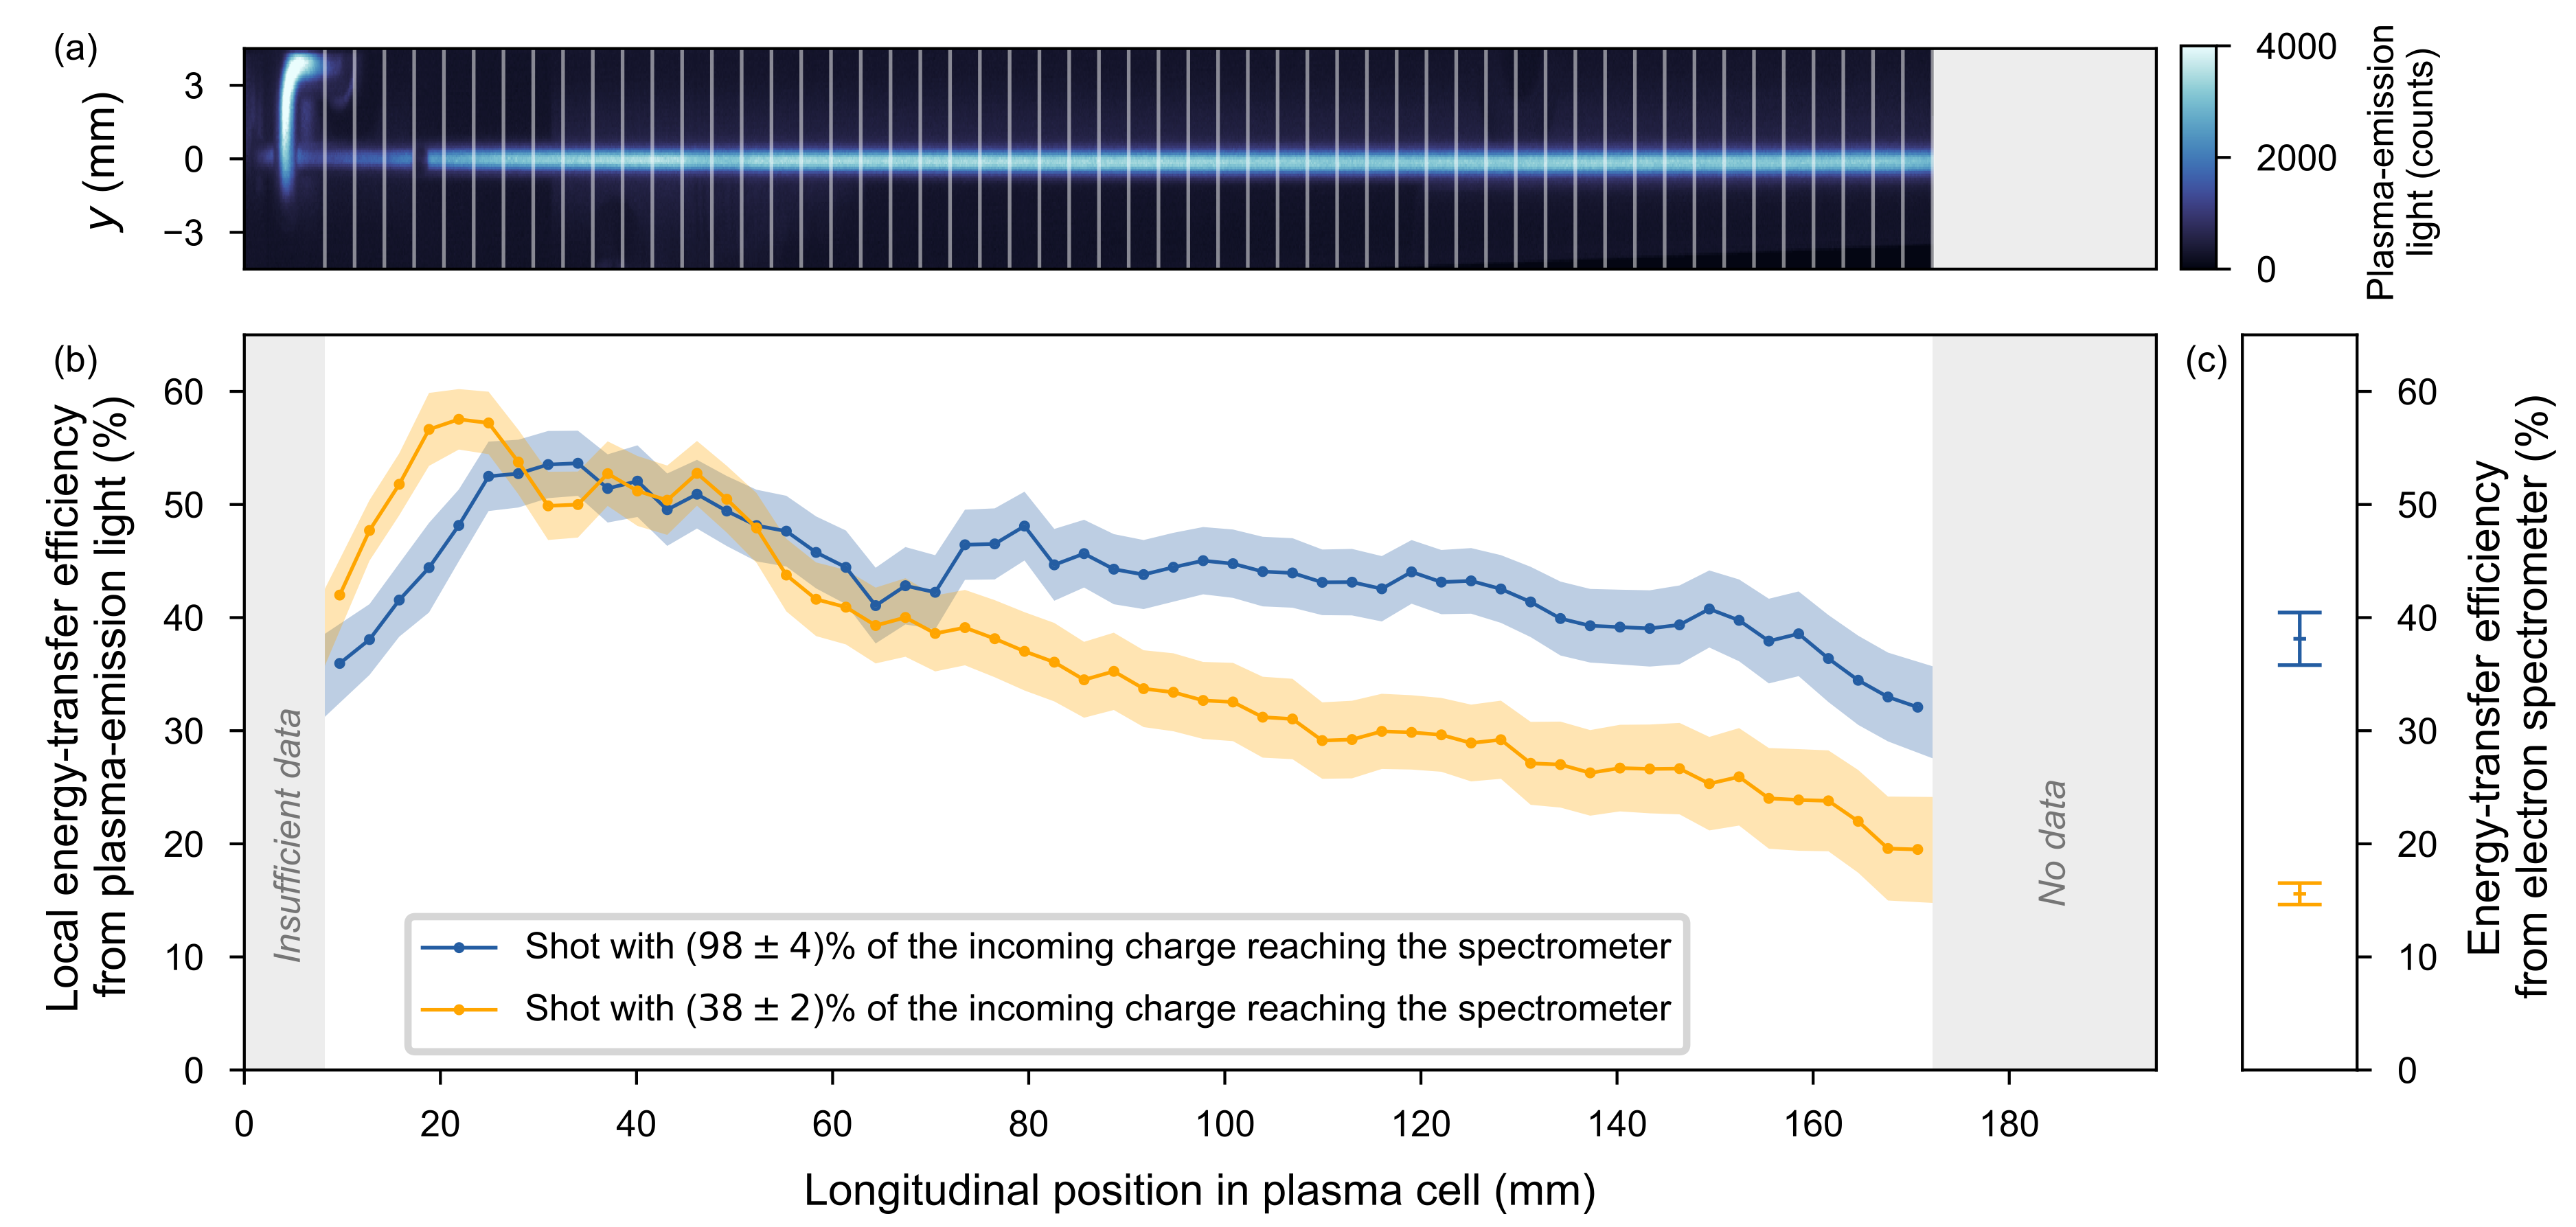 (a)
y (mm)
3
0
−3
4000
2000
0
Plasma-emission
light (counts)
(b)
Local energy-transfer efficiency
from plasma-emission light (%)
60
50
40
30
20
10
0
Insufficient data
No data
Shot with (98 ± 4)% of the incoming charge reaching the spectrometer
Shot with (38 ± 2)% of the incoming charge reaching the spectrometer
0 20 40 60 80 100 120 140 160 180
Longitudinal position in plasma cell (mm)
(c)
60
50
40
30
20
10
0
Energy-transfer efficiency
from electron spectrometer (%)